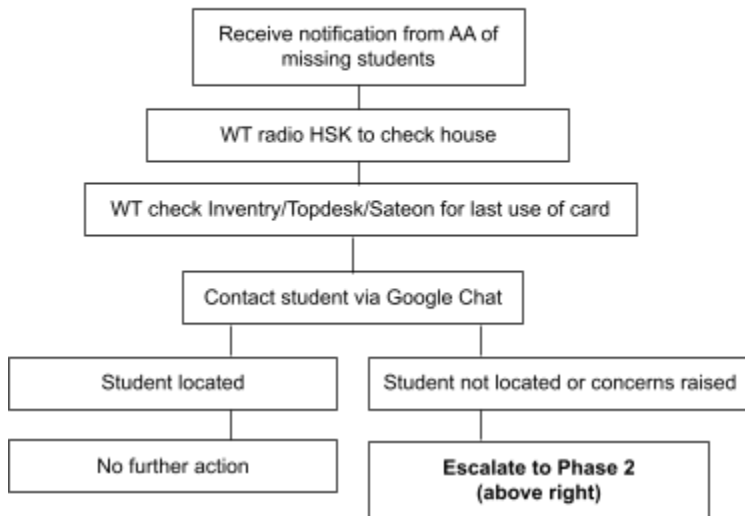 Receive notification from AA of
missing students
WT radio HSK to check house
WT check Inventry/Topdesk/Sateon for last use of card
Contact student via Google Chat
Student located
Student not located or concerns raised
No further action
Escalate to Phase 2
(above right)